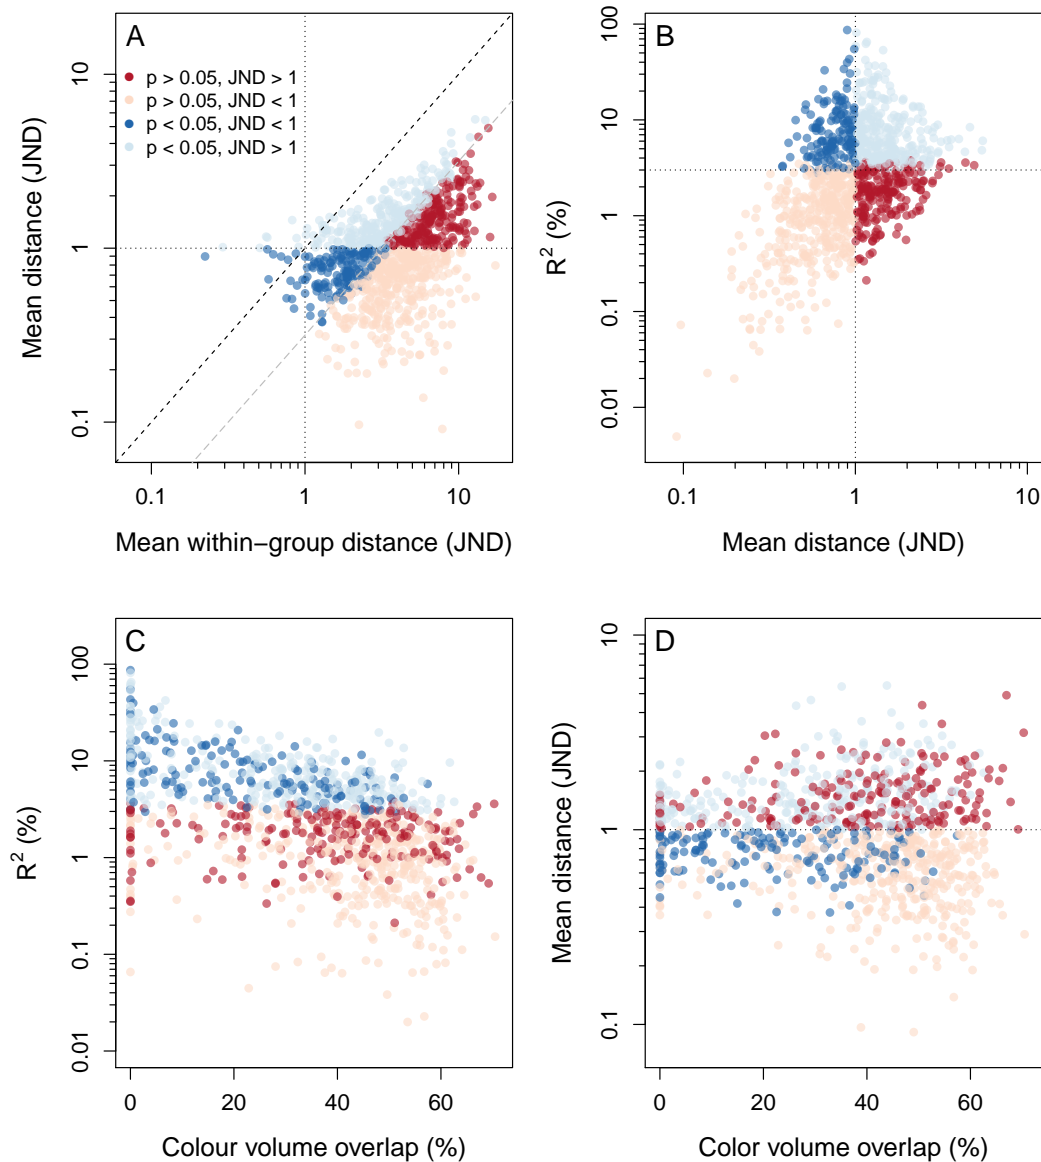 A
p > 0.05, JND > 1
p > 0.05, JND < 1
p < 0.05, JND < 1
p < 0.05, JND > 1
10
1
0.1
Mean distance (JND)
0.1 1 10
Mean within−group distance (JND)
B
100
10
1
0.1
0.01
R² (%)
0.1 1 10
Mean distance (JND)
C
100
10
1
0.1
0.01
R² (%)
0 20 40 60
Colour volume overlap (%)
D
10
1
0.1
Mean distance (JND)
0 20 40 60
Color volume overlap (%)